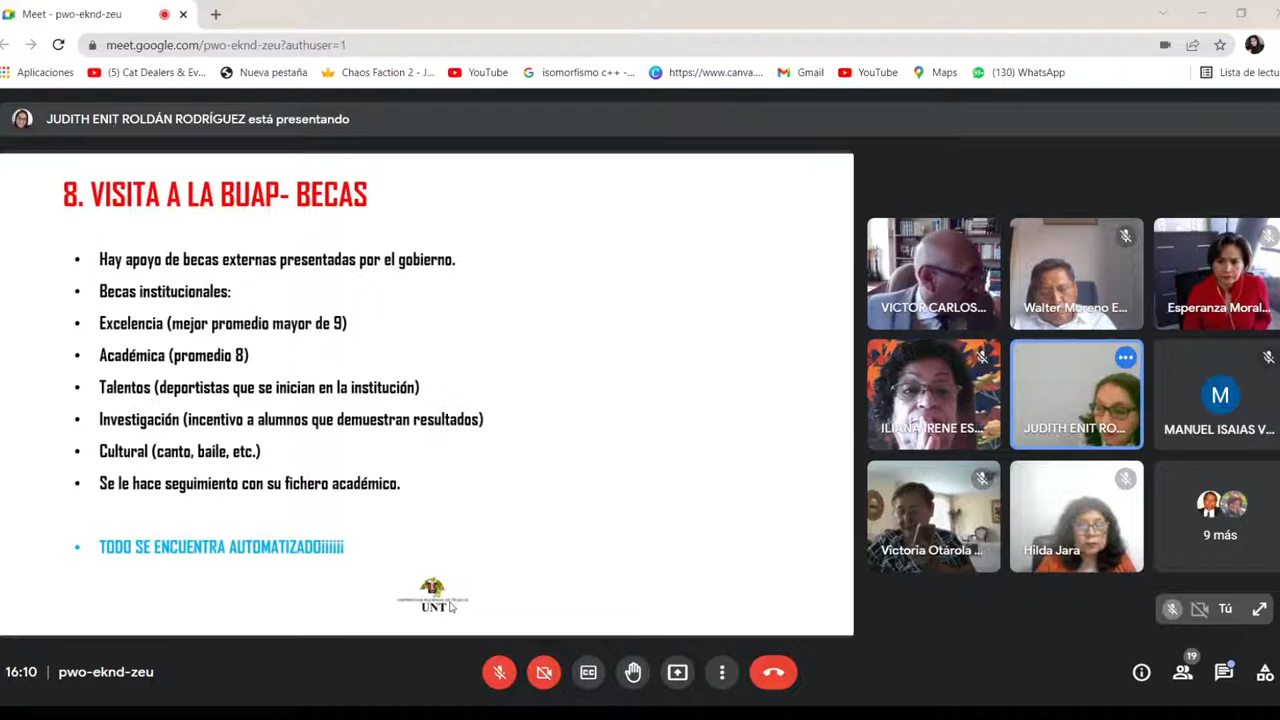 Meet - pwo-eknd-zeu
meet.google.com/pwo-eknd-zeu?authuser=1
Aplicaciones
(5) Cat Dealers & Ev...
Nueva pestaña
Chaos Faction 2 - J...
YouTube
isomorfismo c++ -...
https://www.canva....
Gmail
YouTube
Maps
(130) WhatsApp
Lista de lectu
JUDITH ENIT ROLDÁN RODRÍGUEZ está presentando
8. VISITA A LA BUAP- BECAS
• Hay apoyo de becas externas presentadas por el gobierno.
• Becas institucionales:
• Excelencia (mejor promedio mayor de 9)
• Académica (promedio 8)
• Talentos (deportistas que se inician en la institución)
• Investigación (incentivo a alumnos que demuestran resultados)
• Cultural (canto, baile, etc.)
• Se le hace seguimiento con su fichero académico.
• TODO SE ENCUENTRA AUTOMATIZADO¡¡¡¡¡¡
UNT
VICTOR CARLOS...
Walter Moreno E...
Esperanza Moral...
ILIANA IRENE ES...
JUDITH ENIT RO...
M
MANUEL ISAIAS V...
Victoria Otárola ...
Hilda Jara
9 más
Tú
16:10 | pwo-eknd-zeu
19